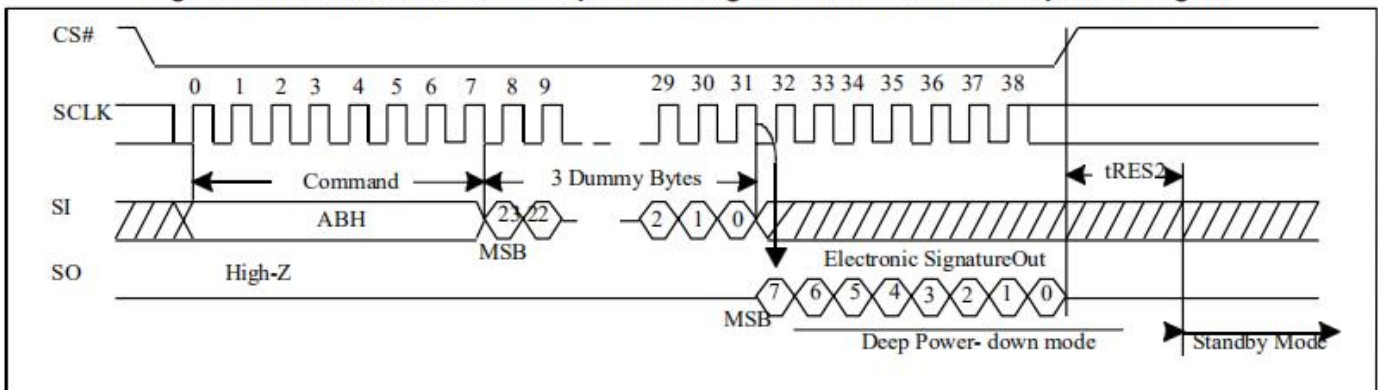 CS#
0 1 2 3 4 5 6 7 8 9 29 30 31 32 33 34 35 36 37 38
SCLK
Command 3 Dummy Bytes tRES2
SI ABH 23 22 2 1 0
MSB
SO High-Z Electronic SignatureOut
7 6 5 4 3 2 1 0
MSB
Deep Power- down mode Standby Mode